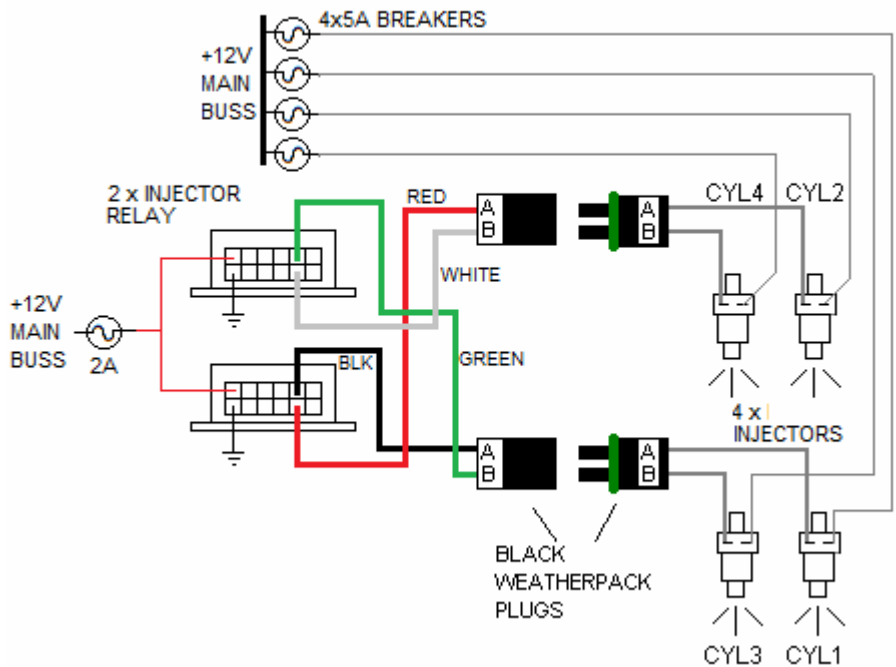 4x5A BREAKERS
+12V
MAIN
BUSS
2 x INJECTOR
RELAY
RED
A
B
A
B
CYL4
CYL2
WHITE
+12V
MAIN
BUSS
2A
BLK
GREEN
4 x
INJECTORS
A
B
A
B
BLACK
WEATHERPACK
PLUGS
CYL3
CYL1